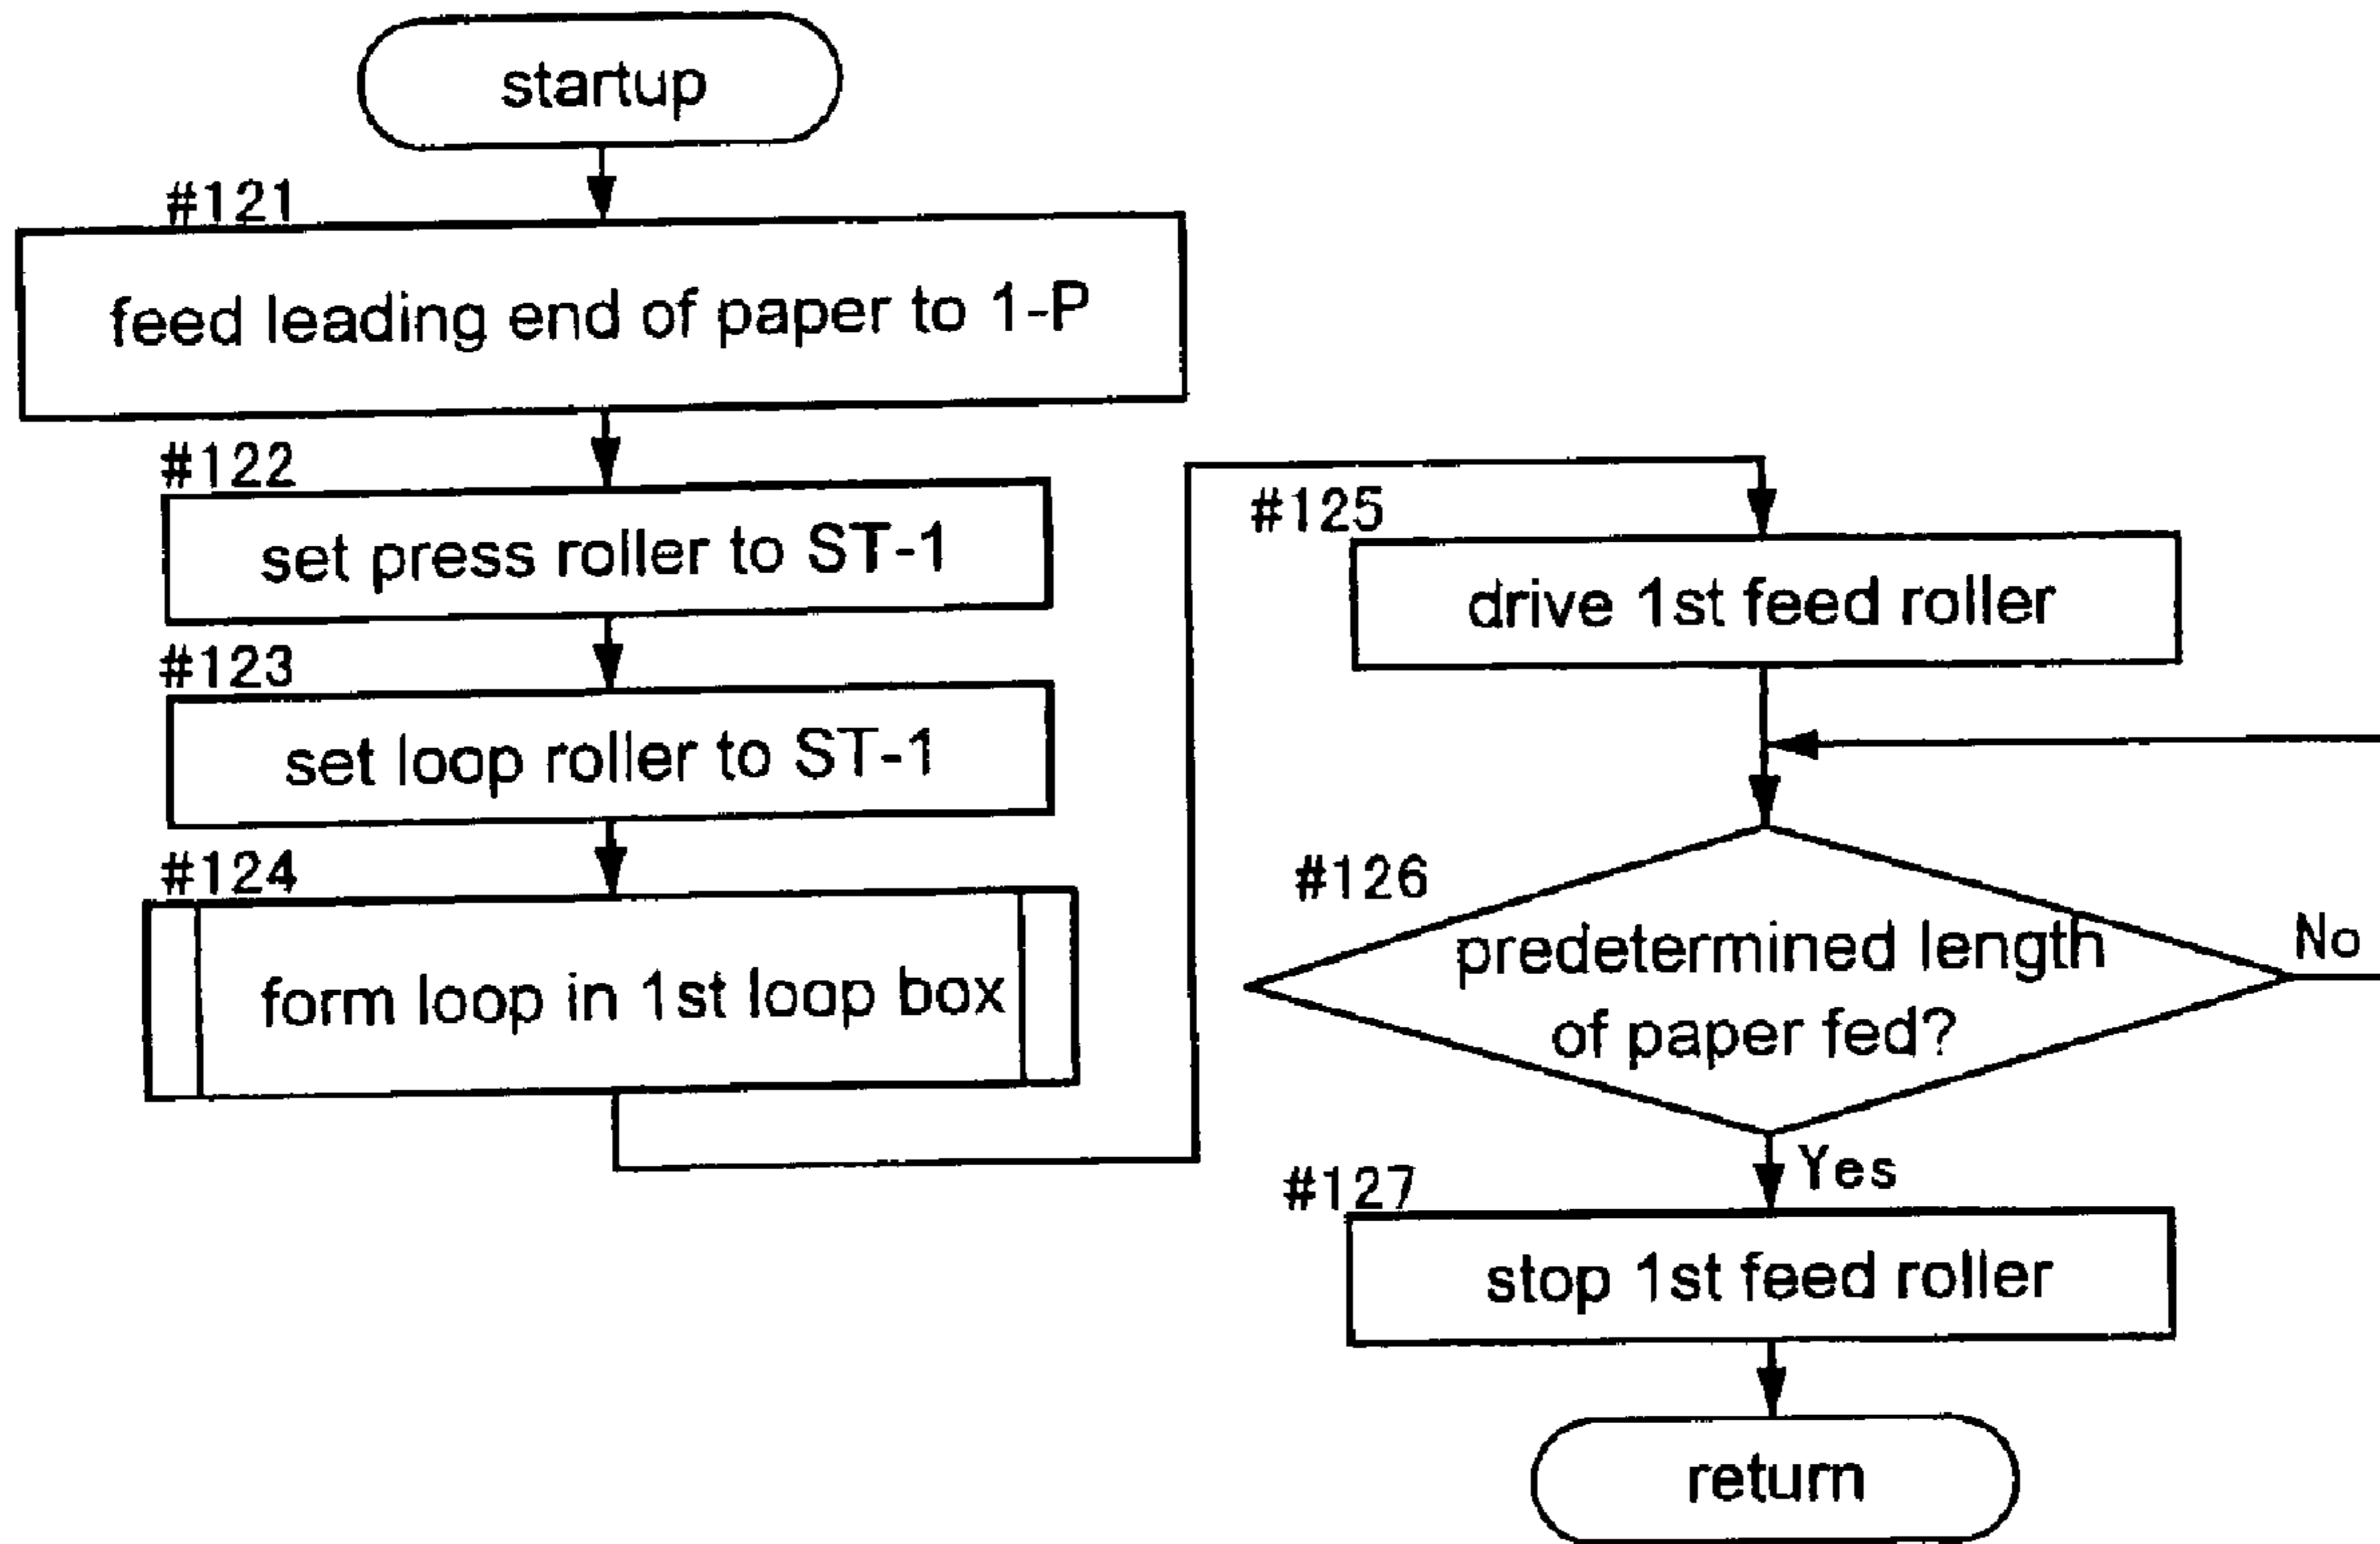 startup
#121
feed leading end of paper to 1-P
#122
set press roller to ST-1
#123
set loop roller to ST-1
#124
form loop in 1st loop box
#125
drive 1st feed roller
#126
predetermined length
of paper fed?
No
Yes
#127
stop 1st feed roller
return